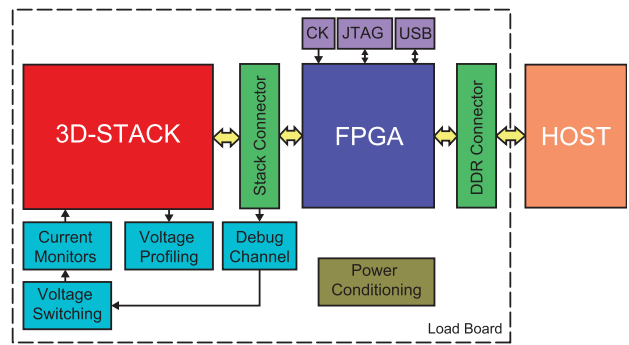 CK
JTAG
USB
3D-STACK
Stack Connector
FPGA
DDR Connector
HOST
Current
Monitors
Voltage
Profiling
Debug
Channel
Voltage
Switching
Power
Conditioning
Load Board